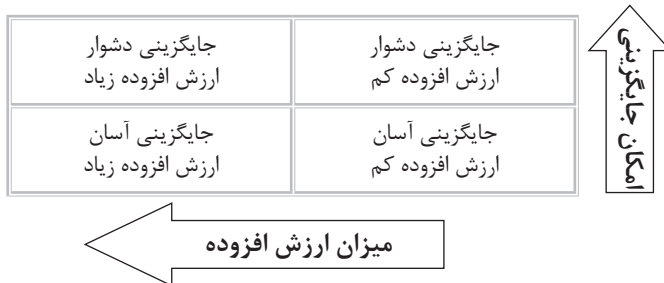 جایگزینی دشوار
ارزش افزوده کم
جایگزینی دشوار
ارزش افزوده زیاد
جایگزینی آسان
ارزش افزوده کم
جایگزینی آسان
ارزش افزوده زیاد
امکان جایگزینی
میزان ارزش افزوده